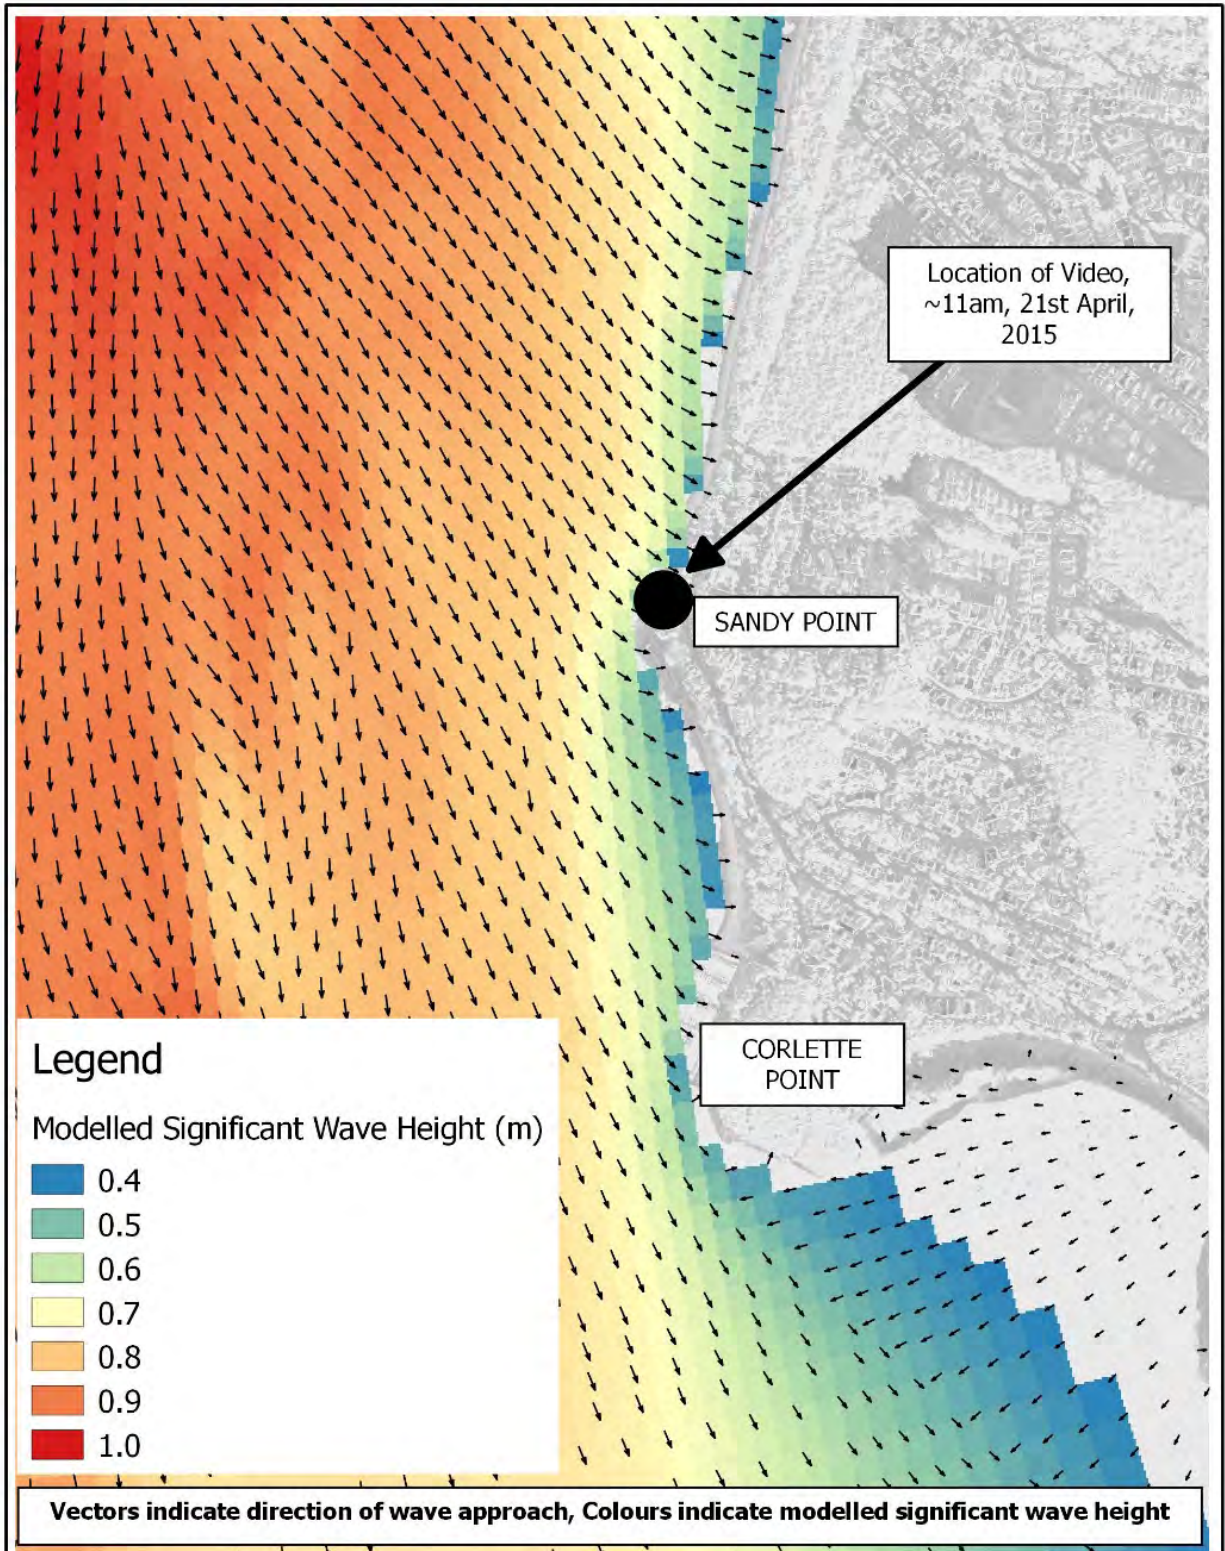 Location of Video,
~11am, 21st April,
2015
SANDY POINT
CORLETTE
POINT
Legend
Modelled Significant Wave Height (m)
0.4
0.5
0.6
0.7
0.8
0.9
1.0
Vectors indicate direction of wave approach, Colours indicate modelled significant wave height